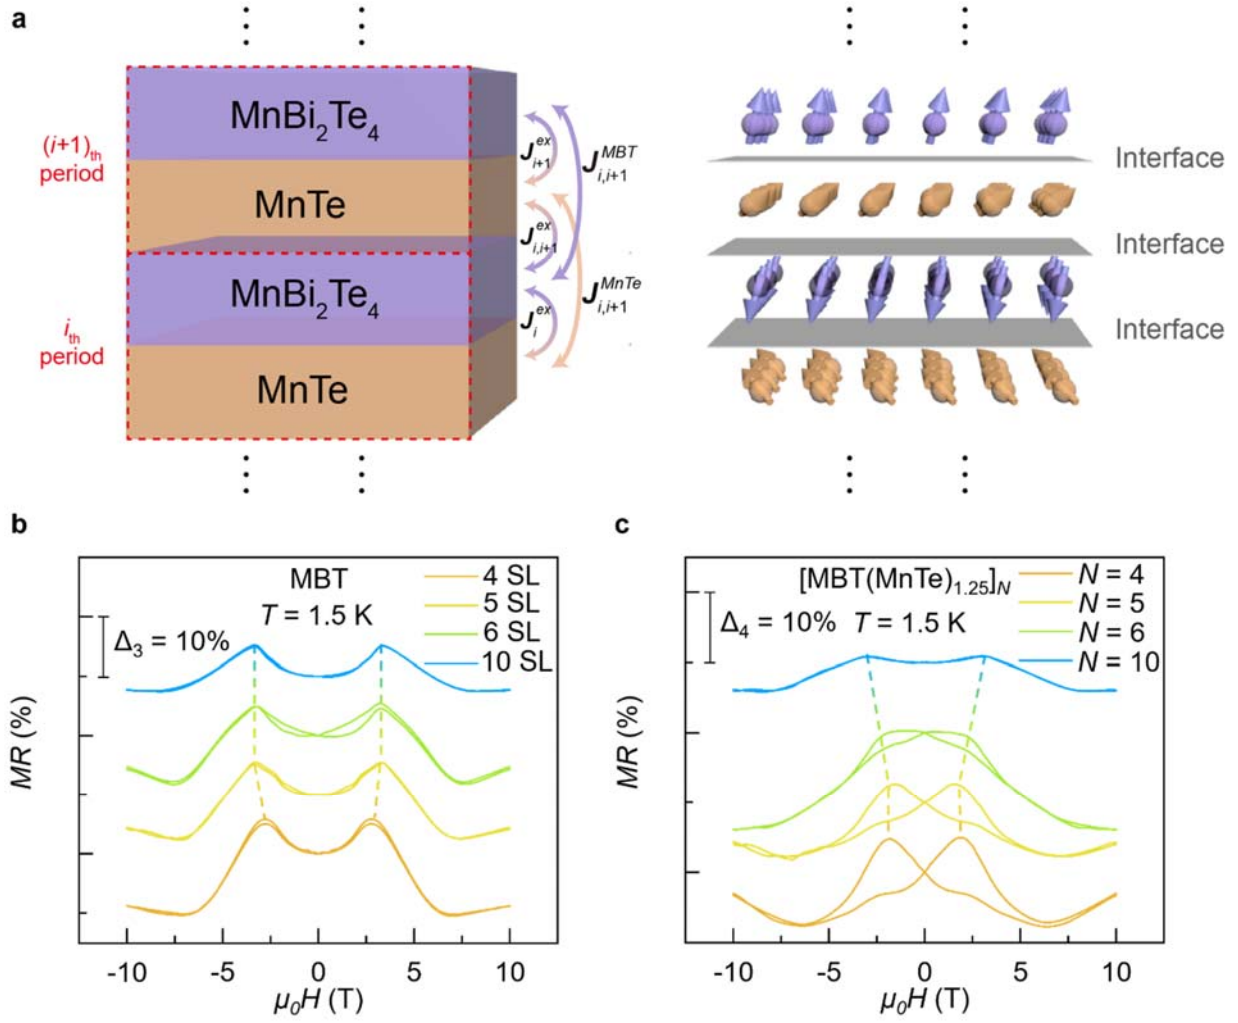 a
MnBi₂Te₄
MnTe
MnBi₂Te₄
MnTe
(i+1)th
period
ith
period
J^ex_i+1
J^MBT_i,i+1
J^ex_i,i+1
J^MnTe_i,i+1
J^ex_i
Interface
Interface
Interface
b
MBT
T = 1.5 K
Δ₃ = 10%
4 SL
5 SL
6 SL
10 SL
MR (%)
-10 -5 0 5 10
μ₀H (T)
c
[MBT(MnTe)₁.₂₅]N
Δ₄ = 10% T = 1.5 K
N = 4
N = 5
N = 6
N = 10
MR (%)
-10 -5 0 5 10
μ₀H (T)